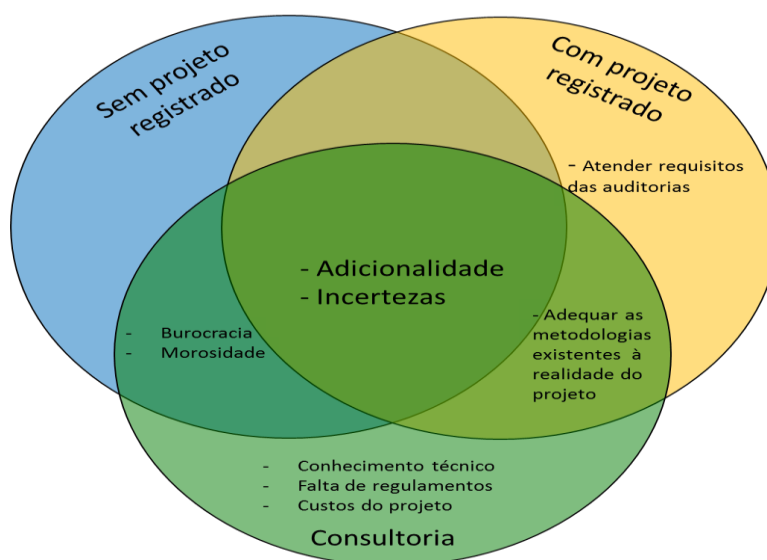 Sem projeto
registrado
Com projeto
registrado
- Atender requisitos
das auditorias
- Adicionalidade
- Incertezas
- Burocracia
- Morosidade
- Adequar as
metodologias
existentes à
realidade do
projeto
- Conhecimento técnico
- Falta de regulamentos
- Custos do projeto
Consultoria